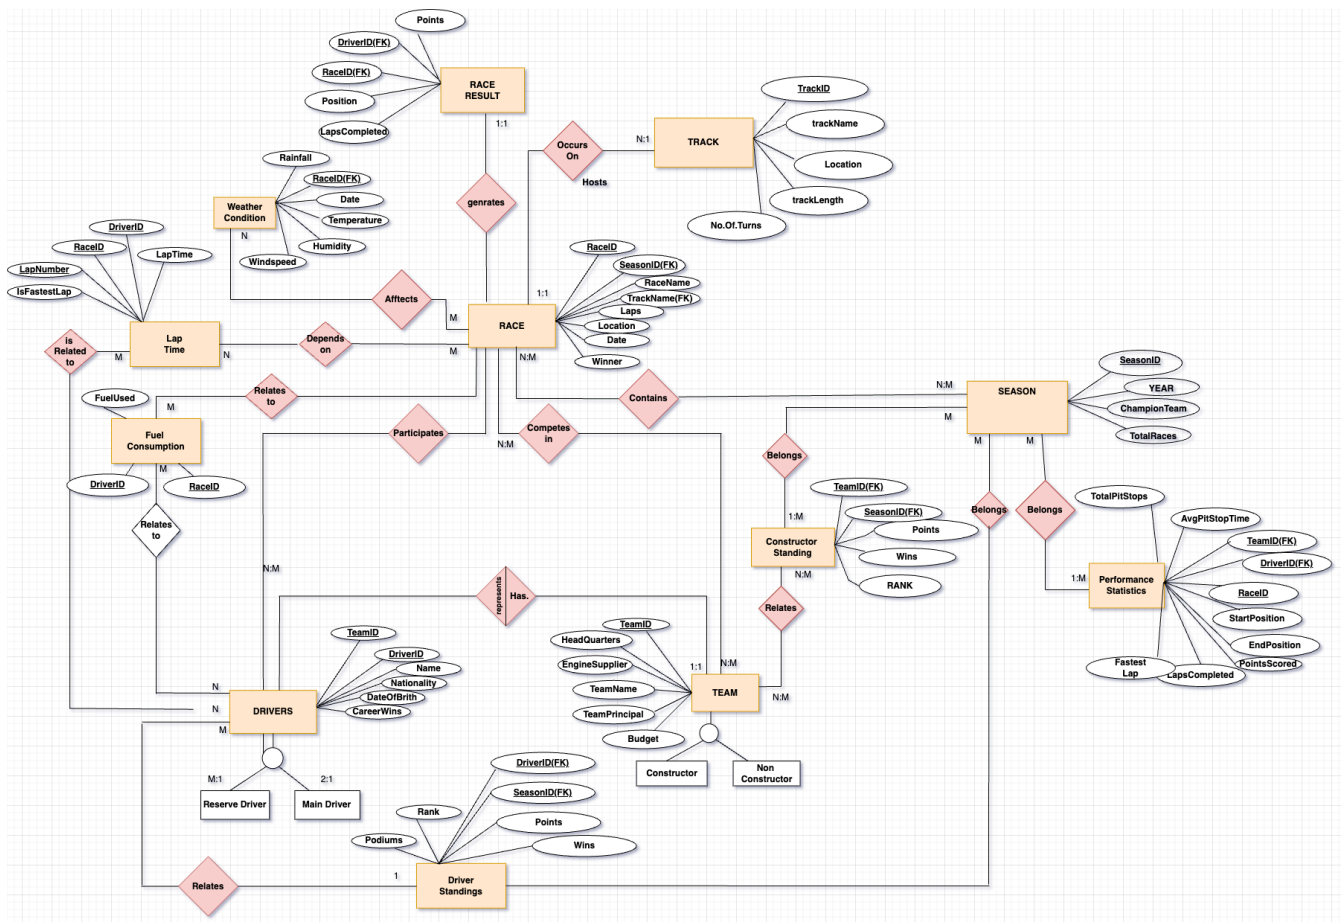 Points
DriverID(FK)
RaceID(FK)
Position
LapsCompleted
RACE
RESULT
1:1
genrates
Occurs
On
Hosts
N:1
TRACK
TrackID
trackName
Location
trackLength
No.Of.Turns
Rainfall
RaceID(FK)
Date
Temperature
Humidity
Windspeed
Weather
Condition
N
Afftects
M
DriverID
RaceID
LapTime
LapNumber
IsFastestLap
Lap
Time
is
Related
to
M
N
Depends
on
M
1:1
RACE
N:M
RaceID
SeasonID(FK)
RaceName
TrackName(FK)
Laps
Location
Date
Winner
Relates
to
M
FuelUsed
Fuel
Consumption
M
DriverID
RaceID
Relates
to
N
Participates
N:M
N:M
Competes
in
N:M
Contains
N:M
SEASON
M
M
M
SeasonID
YEAR
ChampionTeam
TotalRaces
Belongs
1:M
Belongs
Belongs
1:M
TeamID(FK)
SeasonID(FK)
Points
Wins
RANK
Constructor
Standing
N:M
Relates
N:M
TotalPitStops
AvgPitStopTime
TeamID(FK)
DriverID(FK)
RaceID
StartPosition
EndPosition
PointsScored
LapsCompleted
Fastest
Lap
Performance
Statistics
represents
Has.
1:1
TeamID
HeadQuarters
EngineSupplier
TeamName
TeamPrincipal
Budget
TEAM
Constructor
Non
Constructor
TeamID
DriverID
Name
Nationality
DateOfBrith
CareerWins
DRIVERS
N
M
M:1
2:1
Reserve Driver
Main Driver
DriverID(FK)
SeasonID(FK)
Points
Wins
Rank
Podiums
Driver
Standings
1
Relates